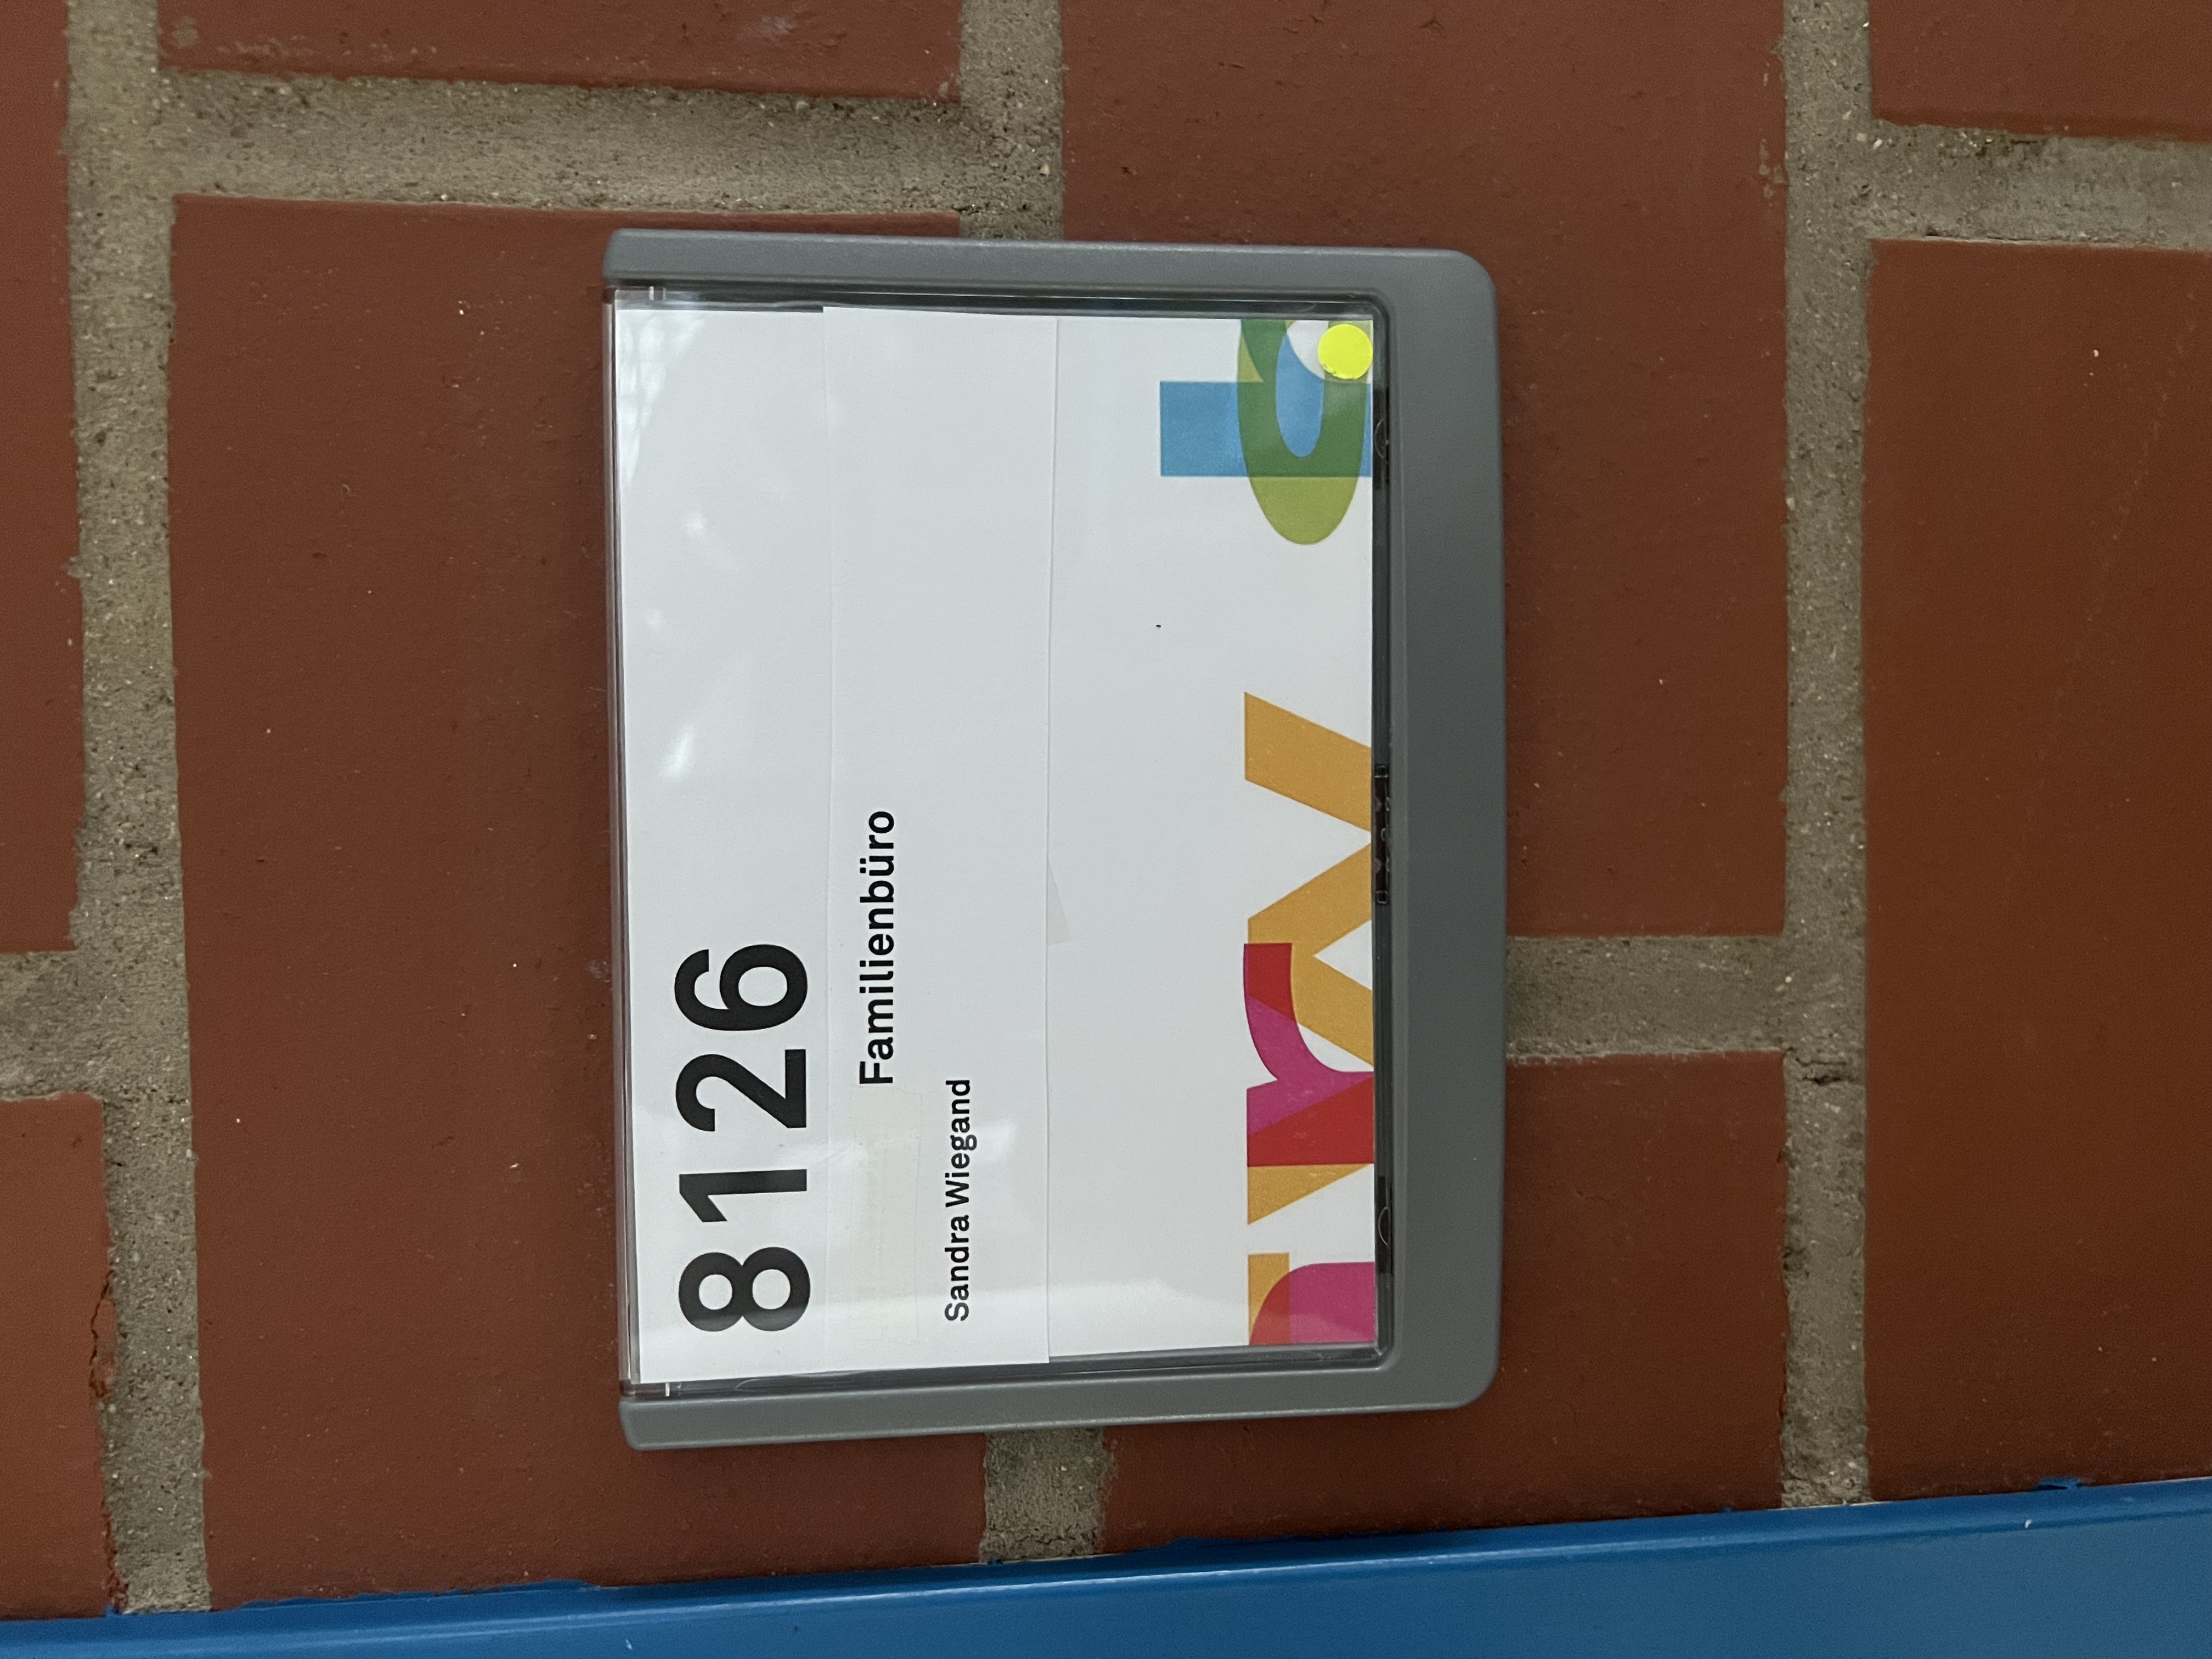 8126
Familienbüro
Sandra Wiegand